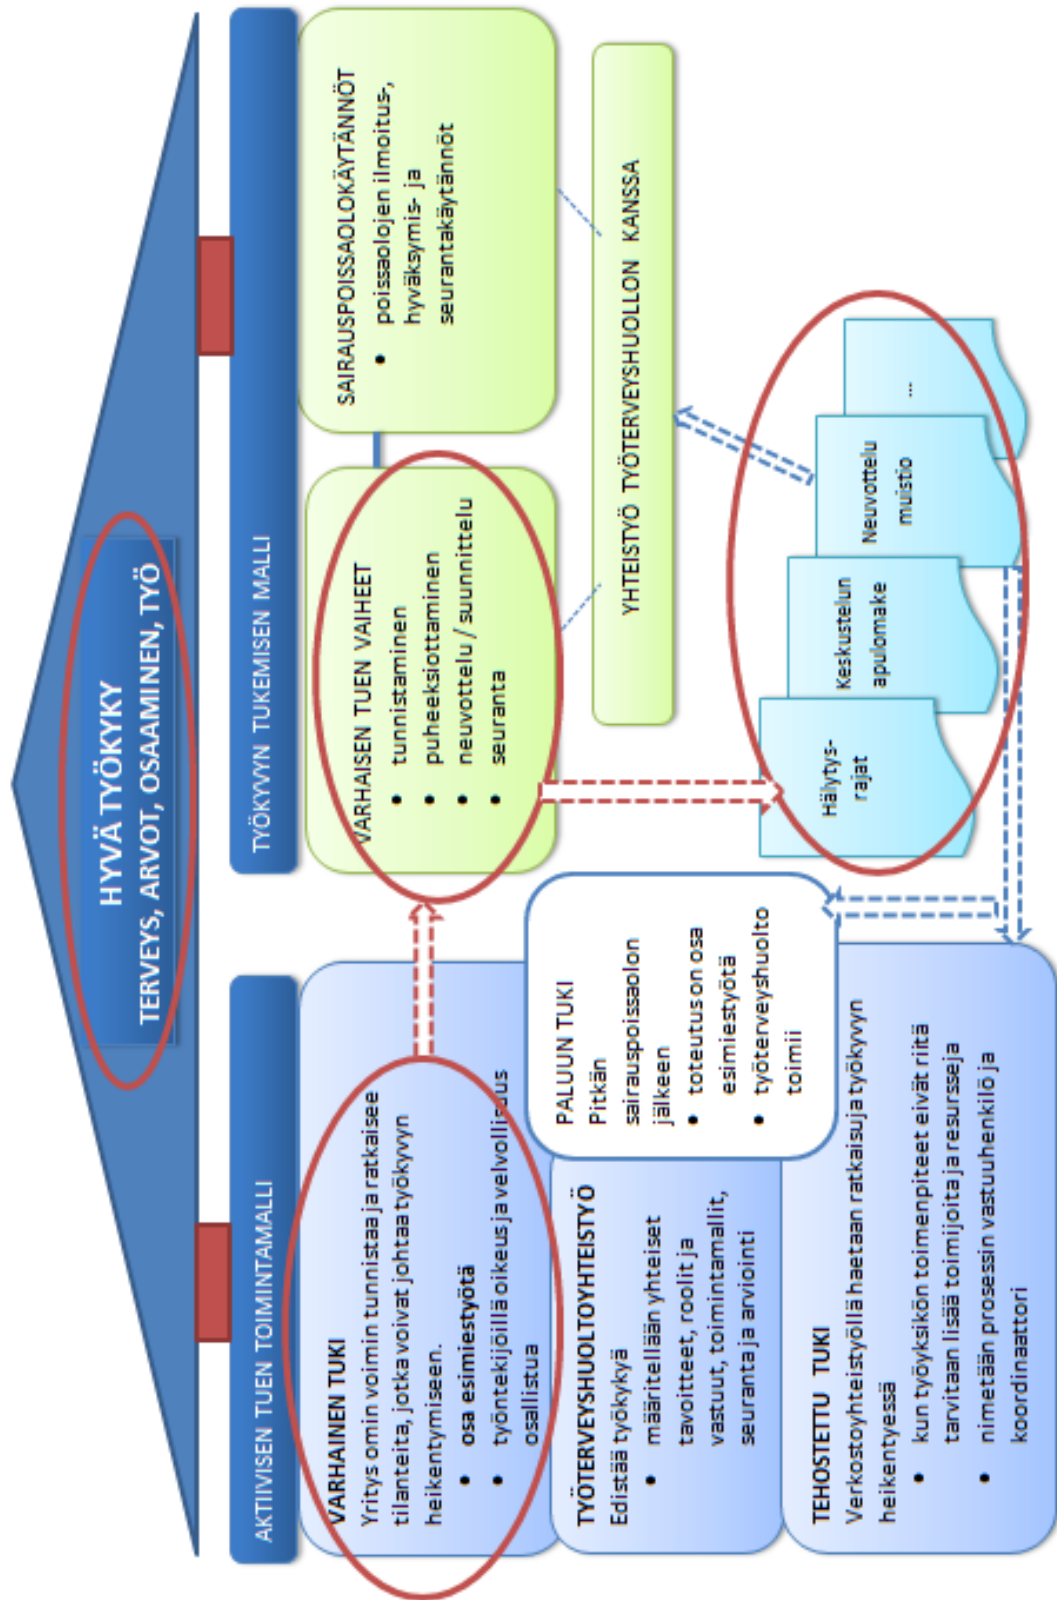 HYVÄ TYÖKYKY
TERVEYS, ARVOT, OSAAMINEN, TYÖ
AKTIIVISEN TUEN TOIMINTAMALLI
VARHAINEN TUKI
Yritys omin voimin tunnistaa ja ratkaisee
tilanteita, jotka voivat johtaa työkyvyn
heikentymiseen.
• osa esimiestyötä
• työntekijöillä oikeus ja velvollisuus
osallistua
TYÖTERVEYSHUOLTOYHTEISTYÖ
Edistää työkykyä
• määritellään yhteiset
tavoitteet, roolit ja
vastuut, toimintamallit,
seuranta ja arviointi
TEHOSTETTU TUKI
Verkostoyhteistyöllä haetaan ratkaisuja työkyvyn
heikentyessä
• kun työyksikön toimenpiteet eivät riitä
tarvitaan lisää toimijoita ja resursseja
• nimetään prosessin vastuuhenkilö ja
koordinaattori
PALUUN TUKI
Pitkän
sairauspoissaolon
jälkeen
• toteutus on osa
esimiestyötä
• työterveyshuolto
toimii
TYÖKYVYN TUKEMISEN MALLI
VARHAISEN TUEN VAIHEET
• tunnistaminen
• puheeksiottaminen
• neuvottelu / suunnittelu
• seuranta
SAIRAUSPOISSAOLOKÄYTÄNNÖT
• poissaolojen ilmoitus-,
hyväksymis- ja
seurantakäytännöt
YHTEISTYÖ TYÖTERVEYSHUOLLON KANSSA
Hälytys-
rajat
Keskustelun
apulomake
Neuvottelu
muistio
...